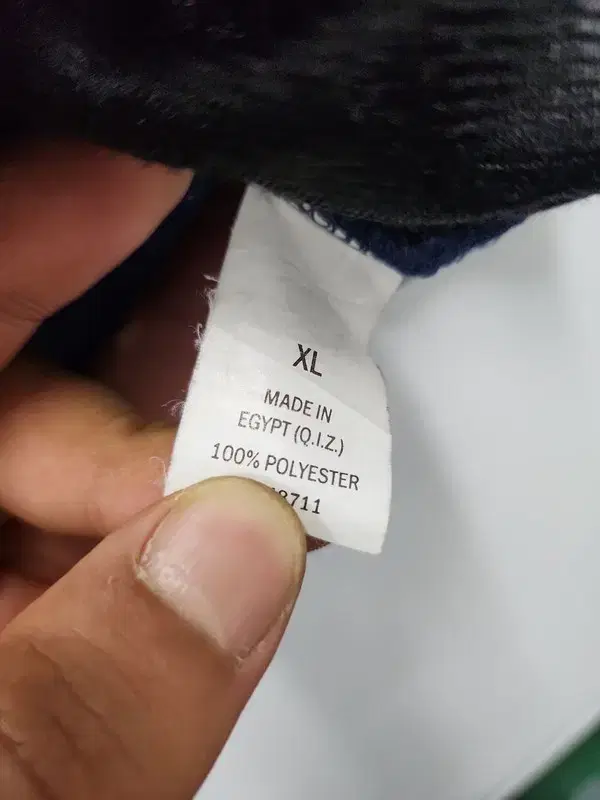 XL
MADE IN
EGYPT (Q.I.Z.)
100% POLYESTER